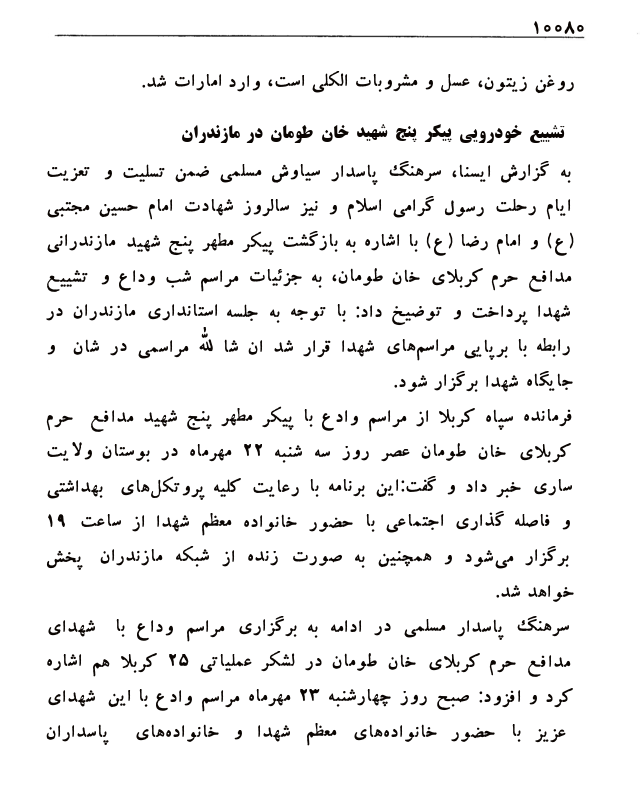 ۱۰۰۸۰
روغن زیتون، عسل و مشروبات الکلی است، وارد امارات شد.
تشییع خودرویی پیکر پنج شهید خان طومان در مازندران
به گزارش ایسنا، سرهنگ پاسدار سیاوش مسلمی ضمن تسلیت و تعزیت
ایام رحلت رسول گرامی اسلام و نیز سالروز شهادت امام حسین مجتبی
(ع) و امام رضا (ع) با اشاره به بازگشت پیکر مطهر پنج شهید مازندرانی
مدافع حرم کربلای خان طومان، به جزئیات مراسم شب وداع و تشییع
شهدا پرداخت و توضیخ داد: با توجه به جلسه استانداری مازندران در
رابطه با برپایی مراسم‌های شهدا قرار شد ان شا لله مراسمی در شان و
جایگاه شهدا برگزار شود.
فرمانده سپاه کربلا از مراسم وادع با پیکر مطهر پنج شهید مدافع حرم
کربلای خان طومان عصر روز سه شنبه ۲۲ مهرماه در بوستان ولایت
ساری خبر داد و گفت:این برنامه با رعایت کلیه پروتکل‌های بهداشتی
و فاصله گذاری اجتماعی با حضور خانواده معظم شهدا از ساعت ۱۹
برگزار می‌شود و همچنین به صورت زنده از شبکه مازندران پخش
خواهد شد.
سرهنگ پاسدار مسلمی در ادامه به برگزاری مراسم وداع با شهدای
مدافع حرم کربلای خان طومان در لشکر عملیاتی ۲۵ کربلا هم اشاره
کرد و افزود: صبح روز چهارشنبه ۲۳ مهرماه مراسم وادع با این شهدای
عزیز با حضور خانواده‌های معظم شهدا و خانواده‌های پاسداران